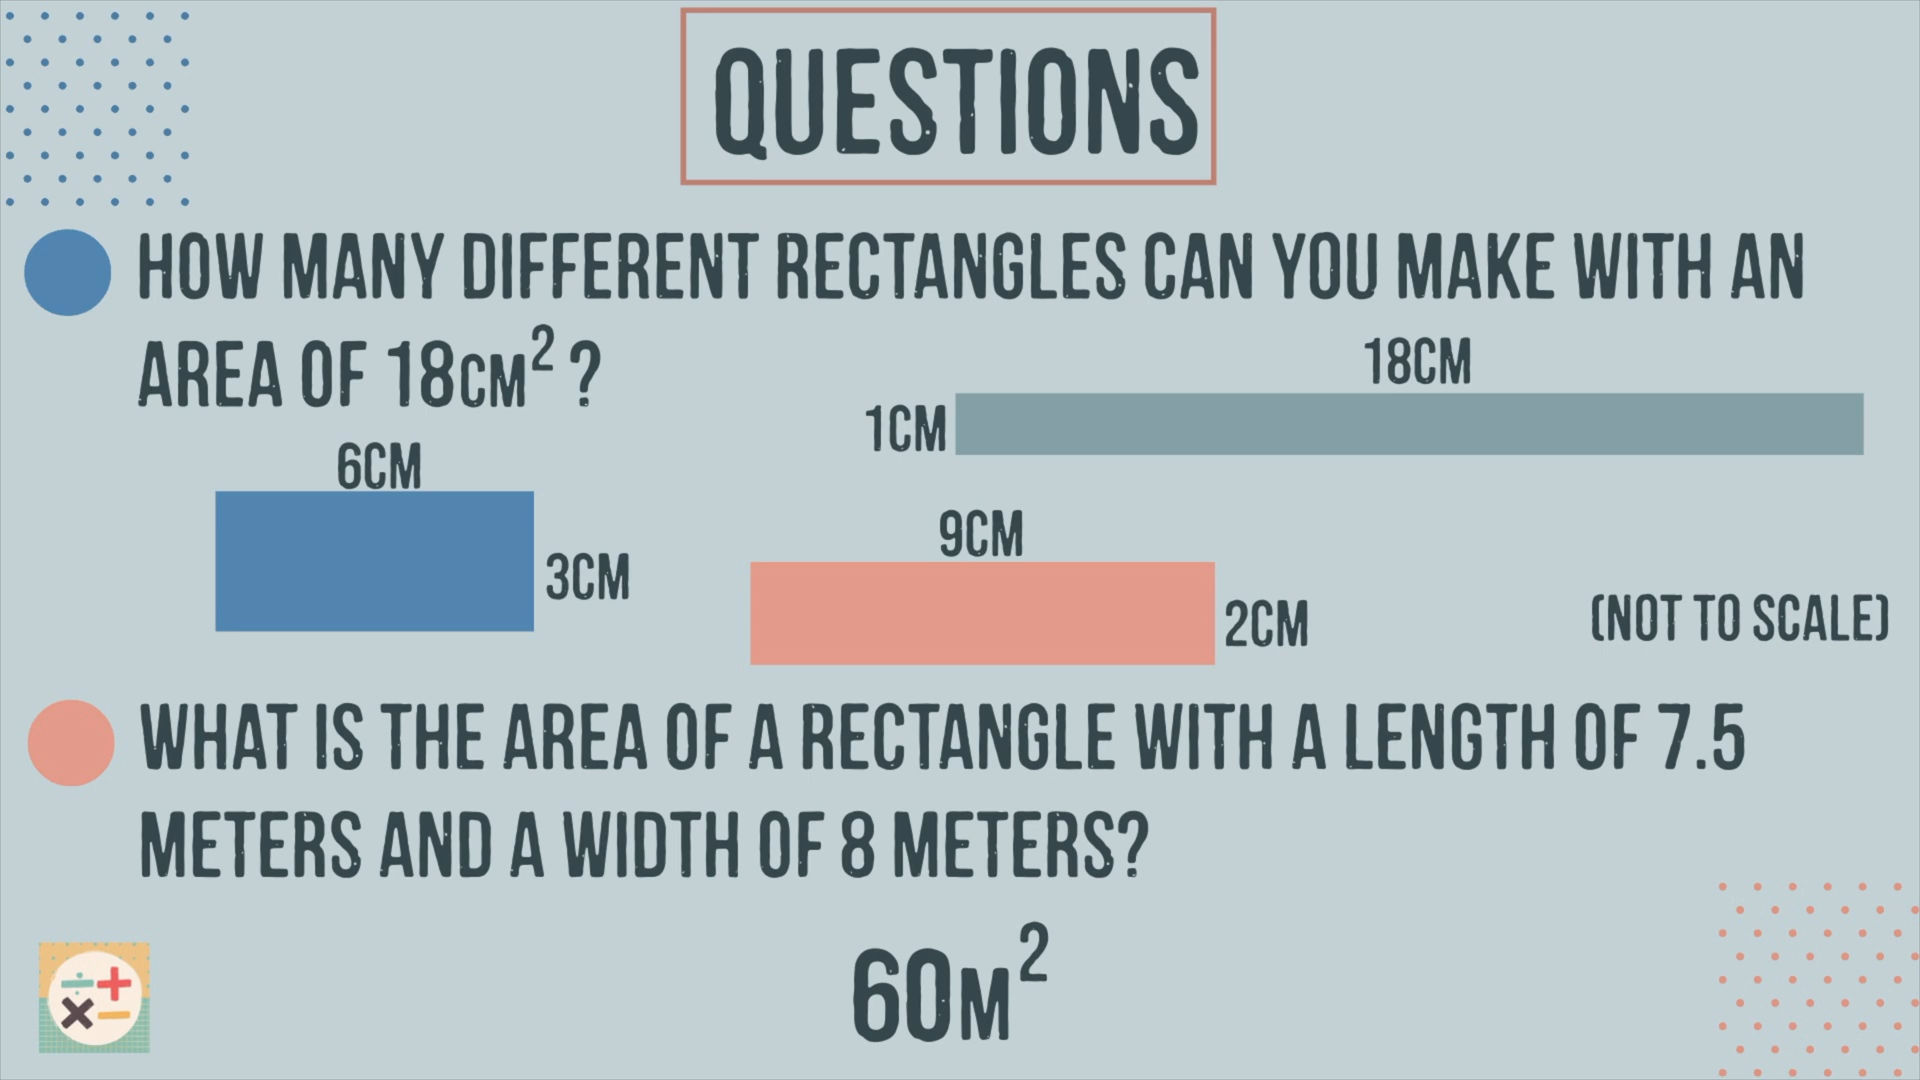 QUESTIONS
HOW MANY DIFFERENT RECTANGLES CAN YOU MAKE WITH AN
AREA OF 18CM² ?
18CM
1CM
6CM
3CM
9CM
2CM
(NOT TO SCALE)
WHAT IS THE AREA OF A RECTANGLE WITH A LENGTH OF 7.5
METERS AND A WIDTH OF 8 METERS?
60M²